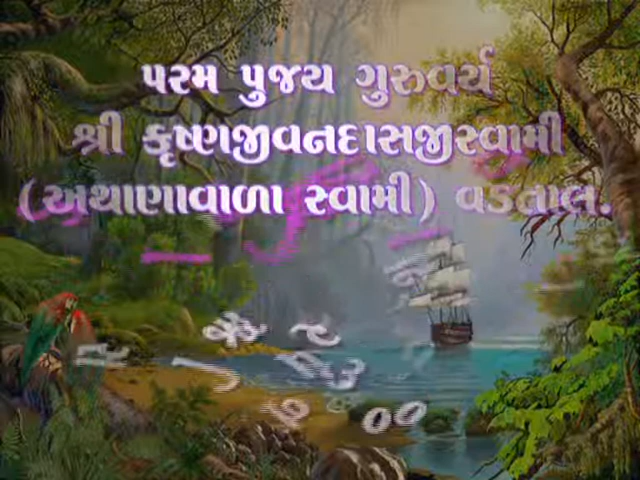 પરમ પુજય ગુરુવર્ય
શ્રી કૃષ્ણજીવનદાસજીસ્વામી
(અથાણાવાળા સ્વામી) વડતાલ.